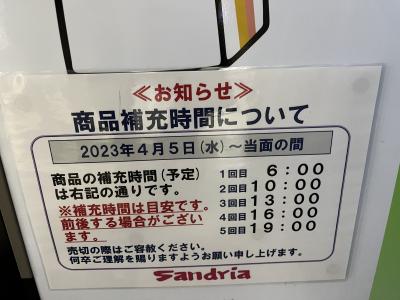 ≪お知らせ≫
商品補充時間について
2023年4月5日(水)～当面の間
商品の補充時間(予定)
は右記の通りです。
※補充時間は目安です。
前後する場合がござい
ます。
1回目 6:00
2回目 10:00
3回目 13:00
4回目 16:00
5回目 19:00
売切の際はご容赦ください。
何卒ご理解を賜りますようお願い申し上げます。
Sandria